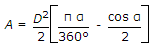 A = D²/2 [ π α / 360° - cos α / 2 ]